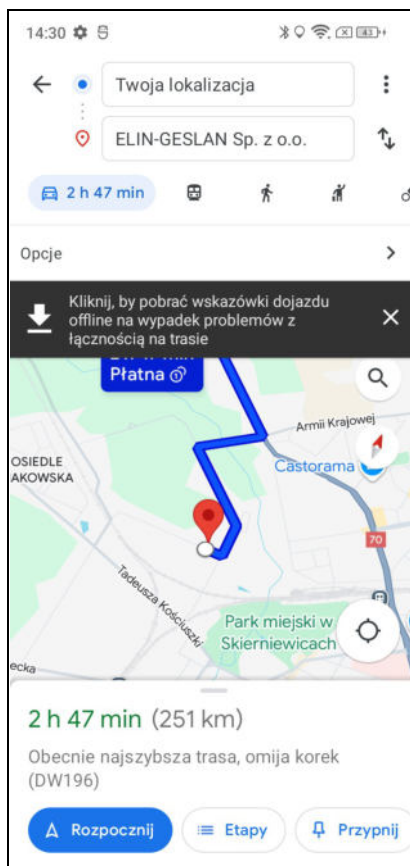 14:30
43
Twoja lokalizacja
ELIN-GESLAN Sp. z o.o.
2 h 47 min
Opcje
Kliknij, by pobrać wskazówki dojazdu
offline na wypadek problemów z
łącznością na trasie
Płatna
Armii Krajowej
OSIEDLE
AKOWSKA
Castorama
70
Tadeusza Kościuszki
Park miejski w
Skierniewicach
ecka
2 h 47 min (251 km)
Obecnie najszybsza trasa, omija korek
(DW196)
Rozpocznij
Etapy
Przypnij